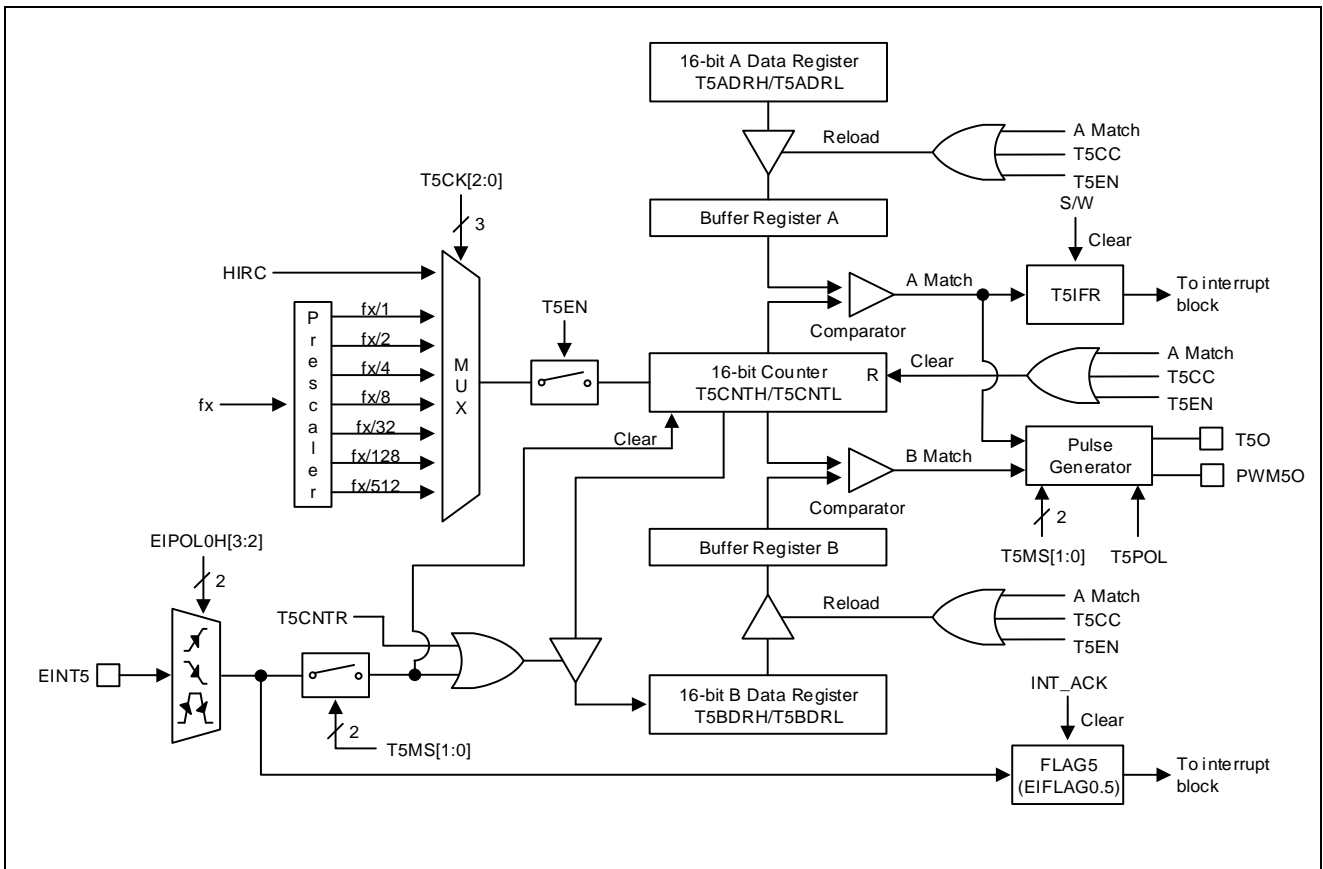 16-bit A Data Register
T5ADRH/T5ADRL
Reload
A Match
T5CC
T5EN
T5CK[2:0]
3
S/W
Clear
Buffer Register A
HIRC
A Match
T5IFR
To interrupt
block
Prescaler
fx/1
fx/2
fx/4
fx/8
fx/32
fx/128
fx/512
fx
MUX
T5EN
Comparator
16-bit Counter
T5CNTH/T5CNTL
R
Clear
A Match
T5CC
T5EN
Clear
B Match
Pulse
Generator
T5O
PWM5O
Comparator
2
T5MS[1:0]
T5POL
Buffer Register B
EIPOL0H[3:2]
2
T5CNTR
Reload
A Match
T5CC
T5EN
EINT5
16-bit B Data Register
T5BDRH/T5BDRL
2
T5MS[1:0]
INT_ACK
Clear
FLAG5
(EIFLAG0.5)
To interrupt
block